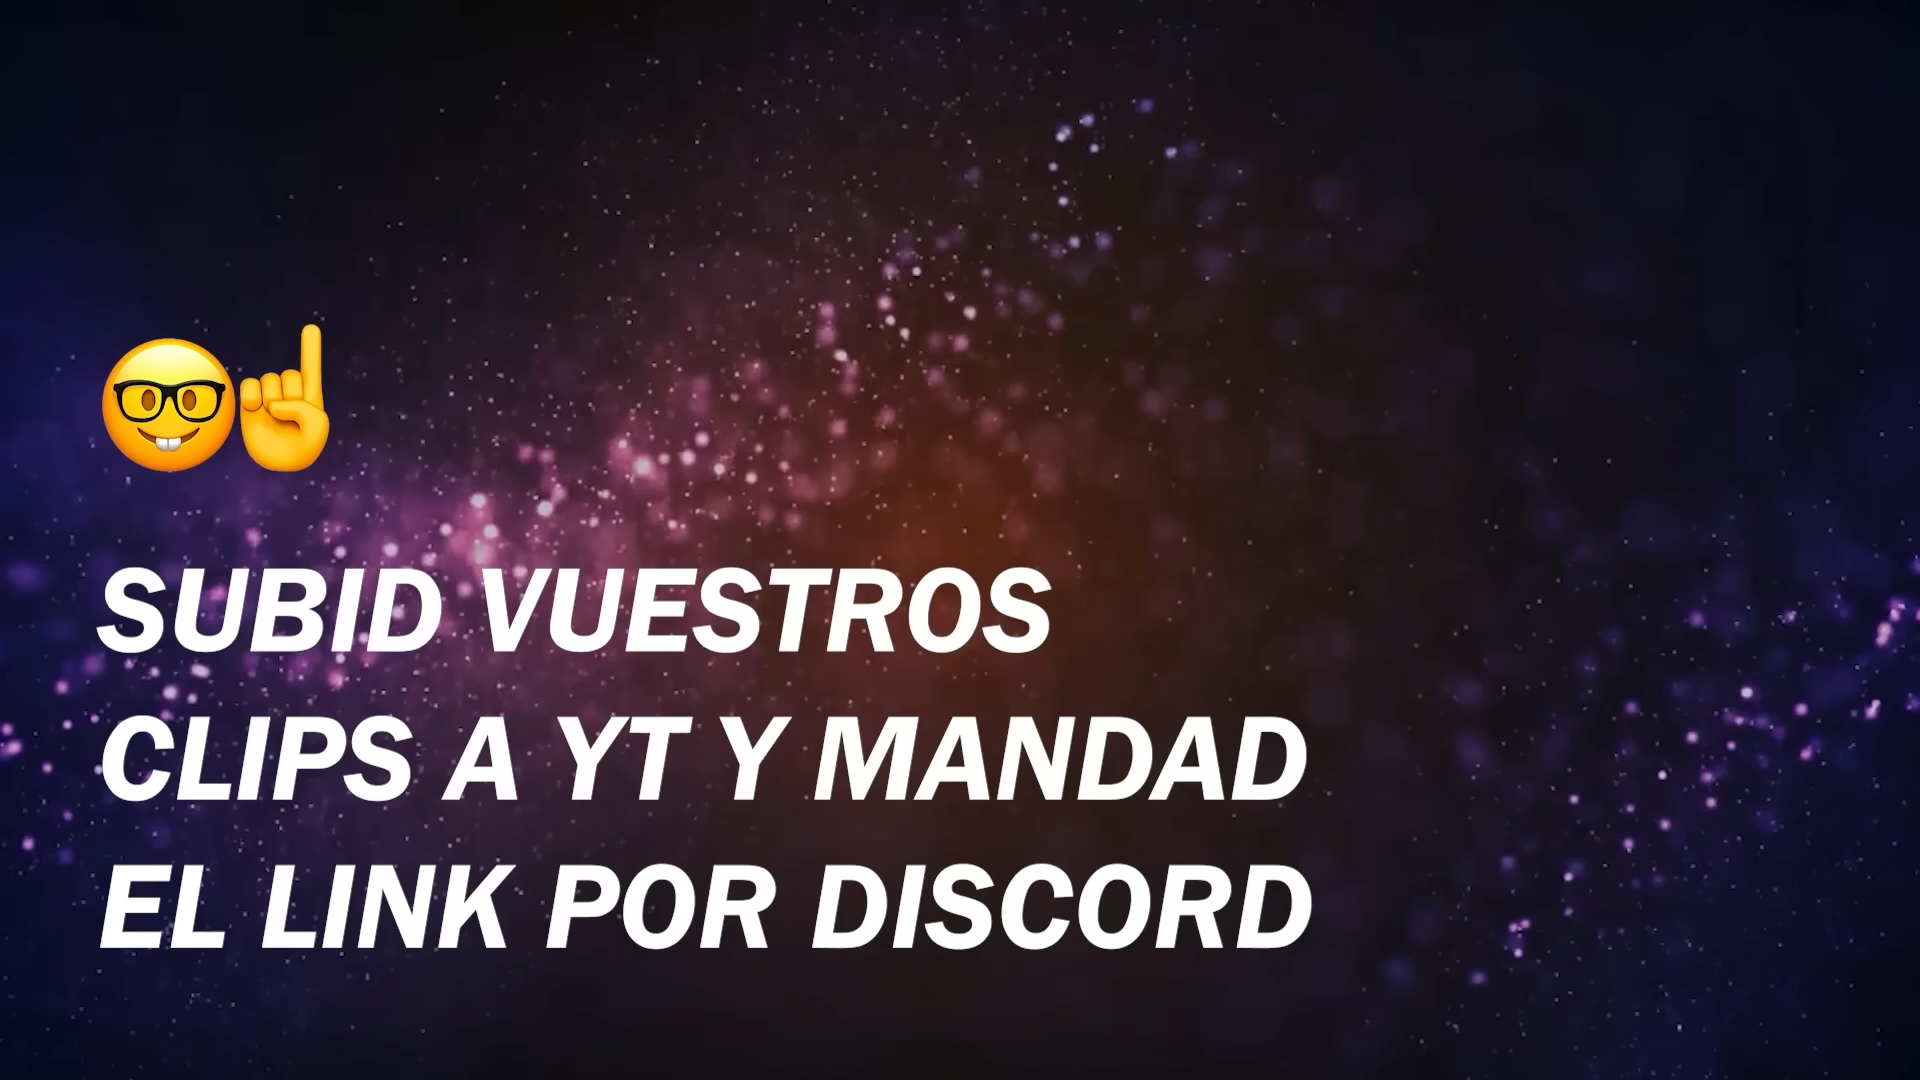 🤓☝
SUBID VUESTROS
CLIPS A YT Y MANDAD
EL LINK POR DISCORD